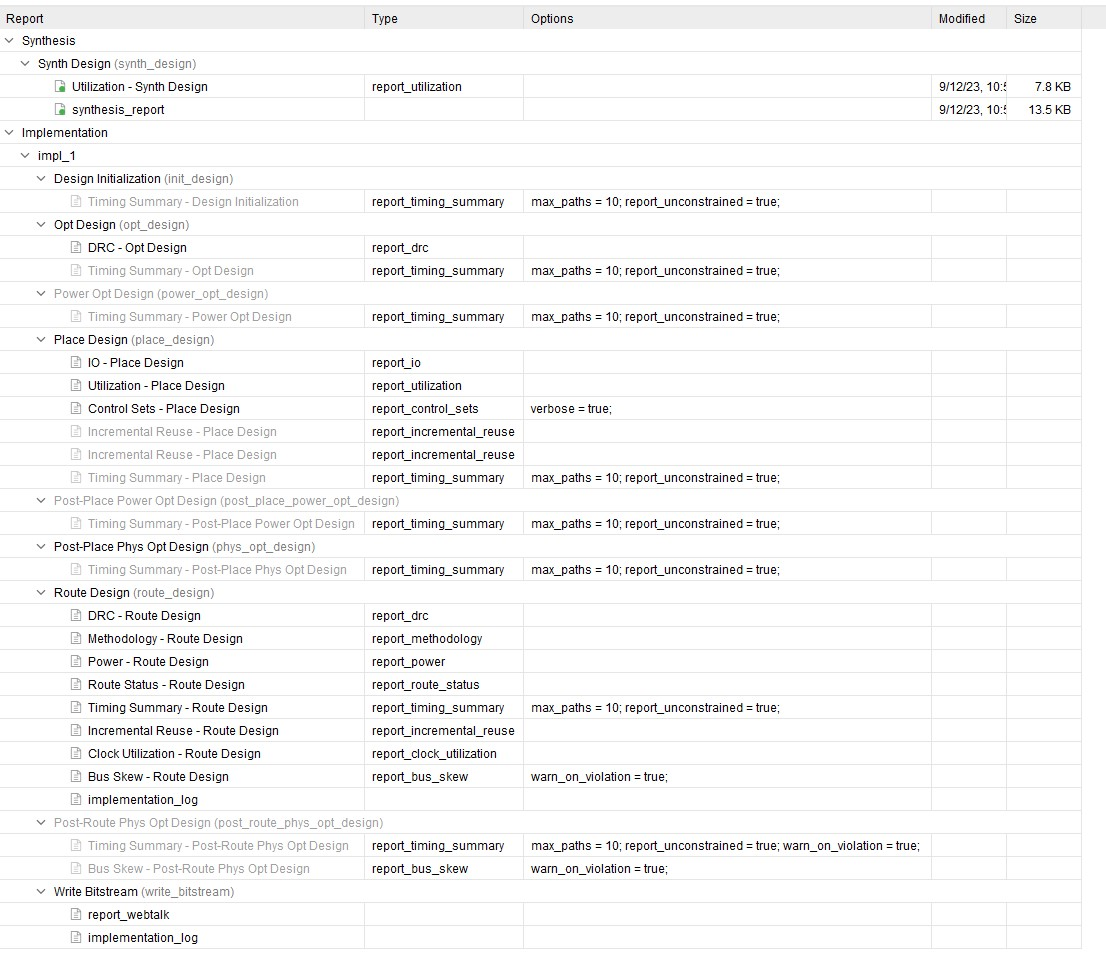 Report Type Options Modified Size
Synthesis
Synth Design (synth_design)
Utilization - Synth Design report_utilization 9/12/23, 10:5 7.8 KB
synthesis_report 9/12/23, 10:5 13.5 KB
Implementation
impl_1
Design Initialization (init_design)
Timing Summary - Design Initialization report_timing_summary max_paths = 10; report_unconstrained = true;
Opt Design (opt_design)
DRC - Opt Design report_drc
Timing Summary - Opt Design report_timing_summary max_paths = 10; report_unconstrained = true;
Power Opt Design (power_opt_design)
Timing Summary - Power Opt Design report_timing_summary max_paths = 10; report_unconstrained = true;
Place Design (place_design)
IO - Place Design report_io
Utilization - Place Design report_utilization
Control Sets - Place Design report_control_sets verbose = true;
Incremental Reuse - Place Design report_incremental_reuse
Incremental Reuse - Place Design report_incremental_reuse
Timing Summary - Place Design report_timing_summary max_paths = 10; report_unconstrained = true;
Post-Place Power Opt Design (post_place_power_opt_design)
Timing Summary - Post-Place Power Opt Design report_timing_summary max_paths = 10; report_unconstrained = true;
Post-Place Phys Opt Design (phys_opt_design)
Timing Summary - Post-Place Phys Opt Design report_timing_summary max_paths = 10; report_unconstrained = true;
Route Design (route_design)
DRC - Route Design report_drc
Methodology - Route Design report_methodology
Power - Route Design report_power
Route Status - Route Design report_route_status
Timing Summary - Route Design report_timing_summary max_paths = 10; report_unconstrained = true;
Incremental Reuse - Route Design report_incremental_reuse
Clock Utilization - Route Design report_clock_utilization
Bus Skew - Route Design report_bus_skew warn_on_violation = true;
implementation_log
Post-Route Phys Opt Design (post_route_phys_opt_design)
Timing Summary - Post-Route Phys Opt Design report_timing_summary max_paths = 10; report_unconstrained = true; warn_on_violation = true;
Bus Skew - Post-Route Phys Opt Design report_bus_skew warn_on_violation = true;
Write Bitstream (write_bitstream)
report_webtalk
implementation_log